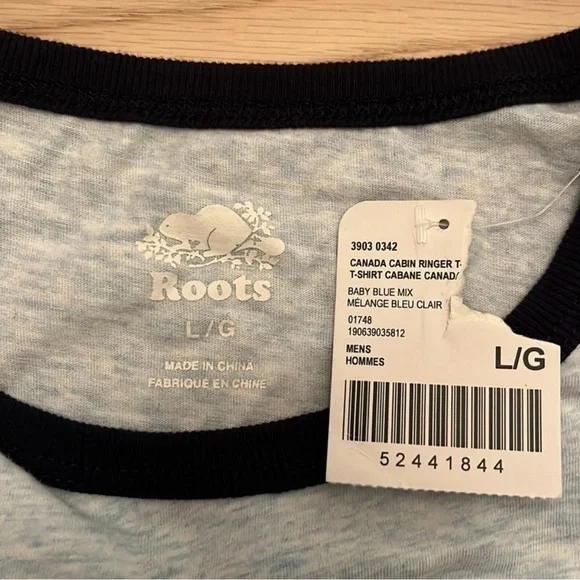 Roots
L/G
MADE IN CHINA
FABRIQUÉ EN CHINE
3903 0342
CANADA CABIN RINGER T-
T-SHIRT CABANE CANAD
BABY BLUE MIX
MÉLANGE BLEU CLAIR
01748
190639035812
MENS
HOMMES
L/G
52441844